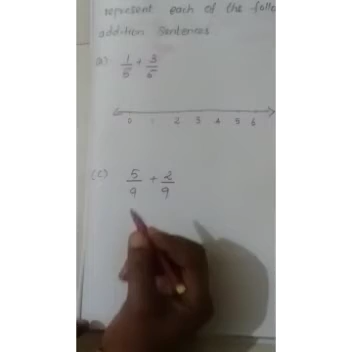 represent each of the follo
addition Sentences
(a) 1/5 + 3/5
0 1 2 3 4 5 6
(c) 5/9 + 2/9